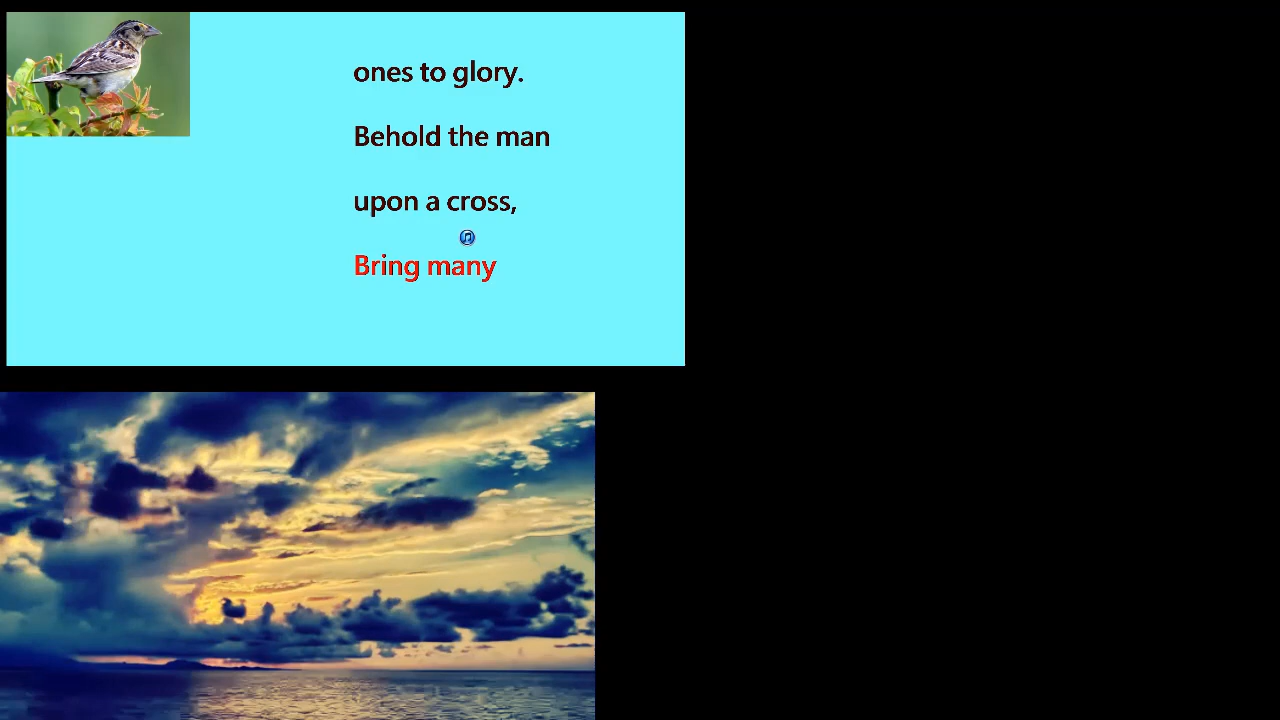 ones to glory.
Behold the man
upon a cross,
Bring many